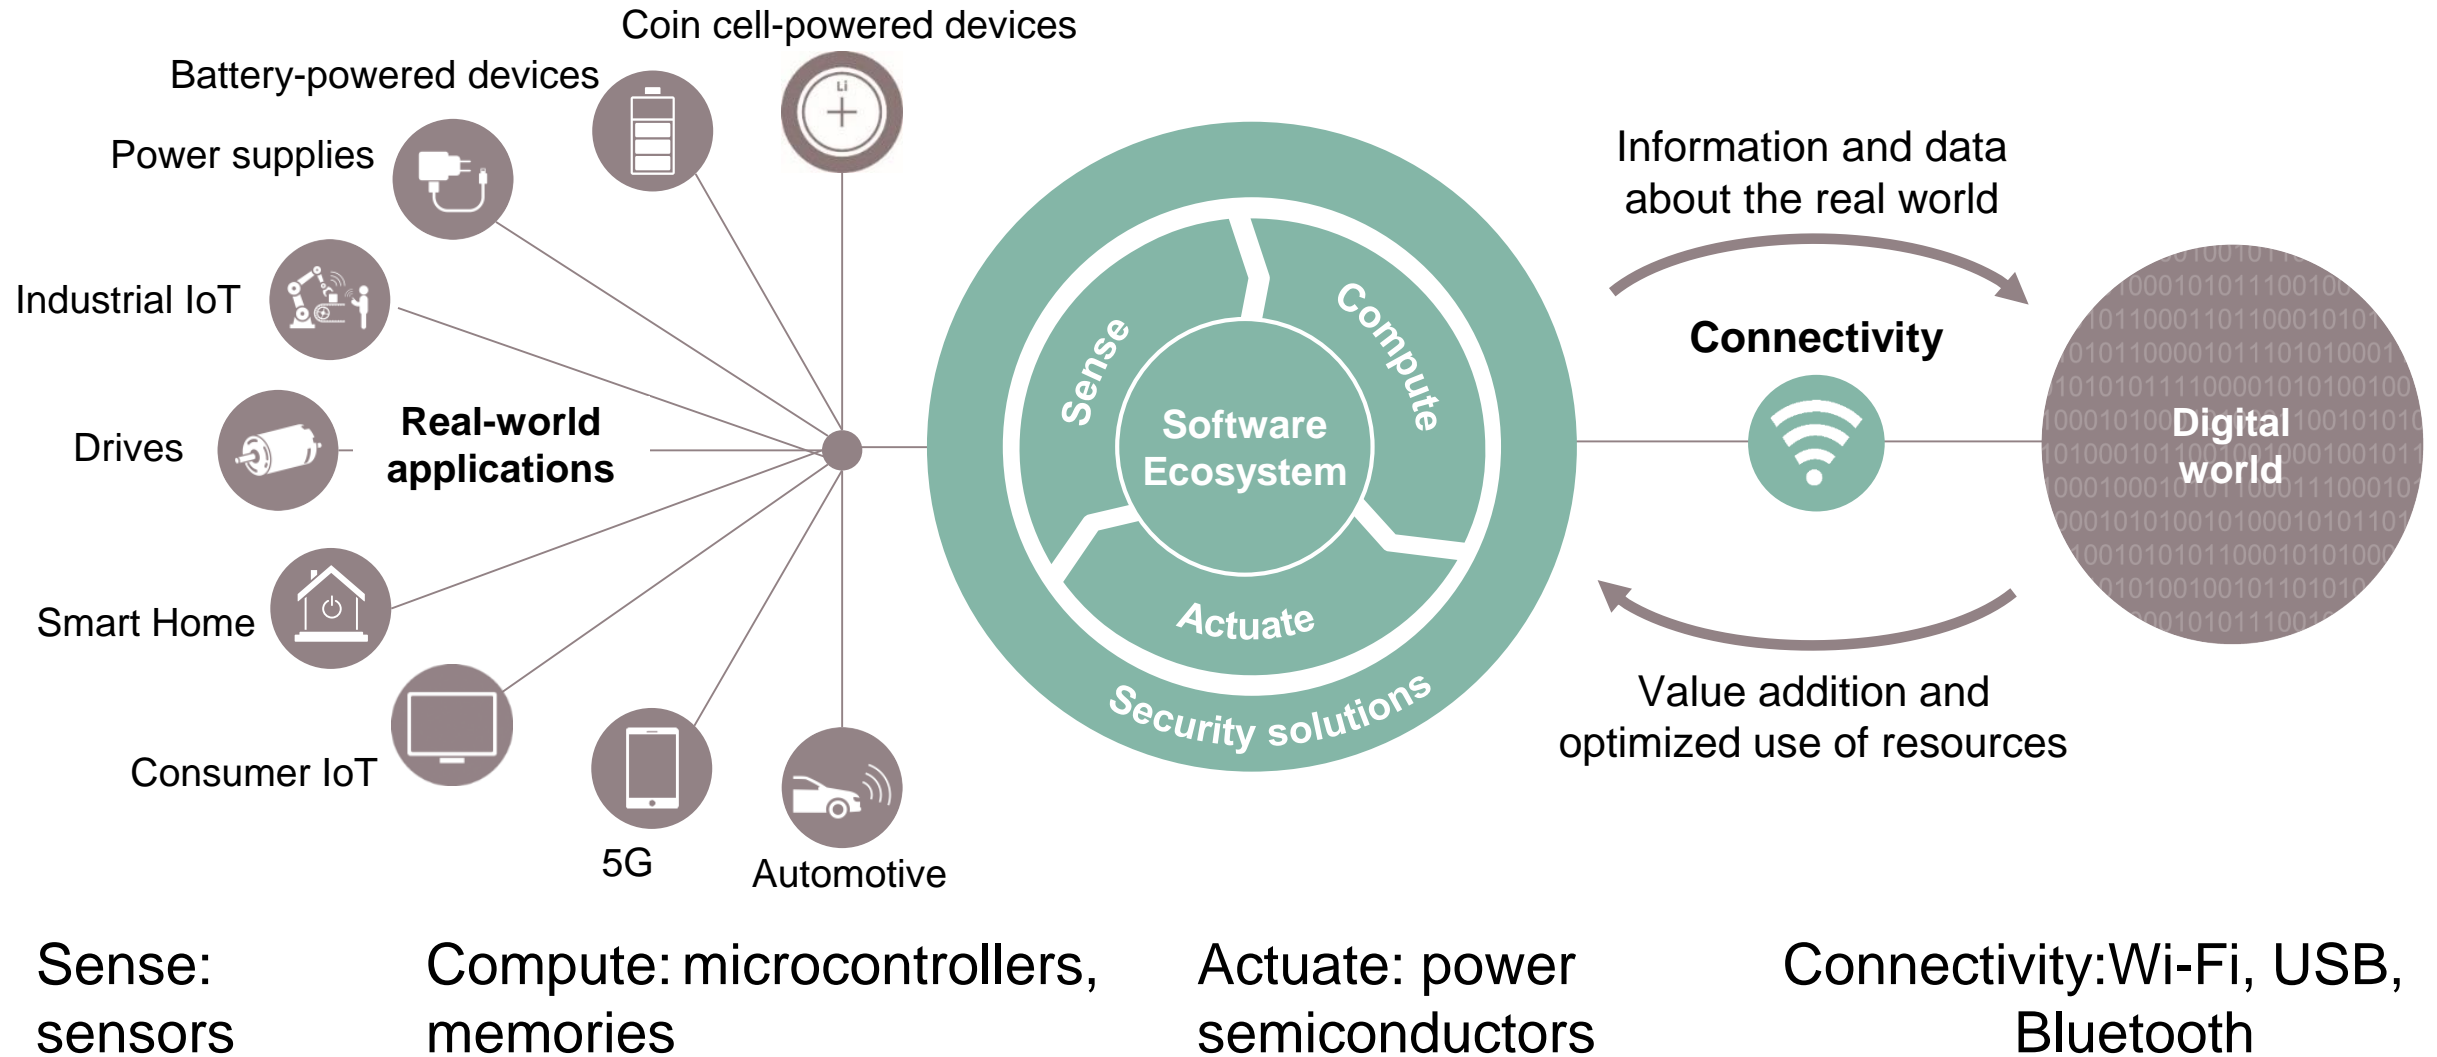 Coin cell-powered devices
Battery-powered devices
Li
Power supplies
Industrial IoT
Drives
Real-world
applications
Smart Home
Consumer IoT
5G
Automotive
Sense
Compute
Actuate
Software
Ecosystem
Security solutions
Information and data
about the real world
Connectivity
Value addition and
optimized use of resources
Digital
world
Sense:
sensors
Compute: microcontrollers,
memories
Actuate: power
semiconductors
Connectivity:Wi-Fi, USB,
Bluetooth